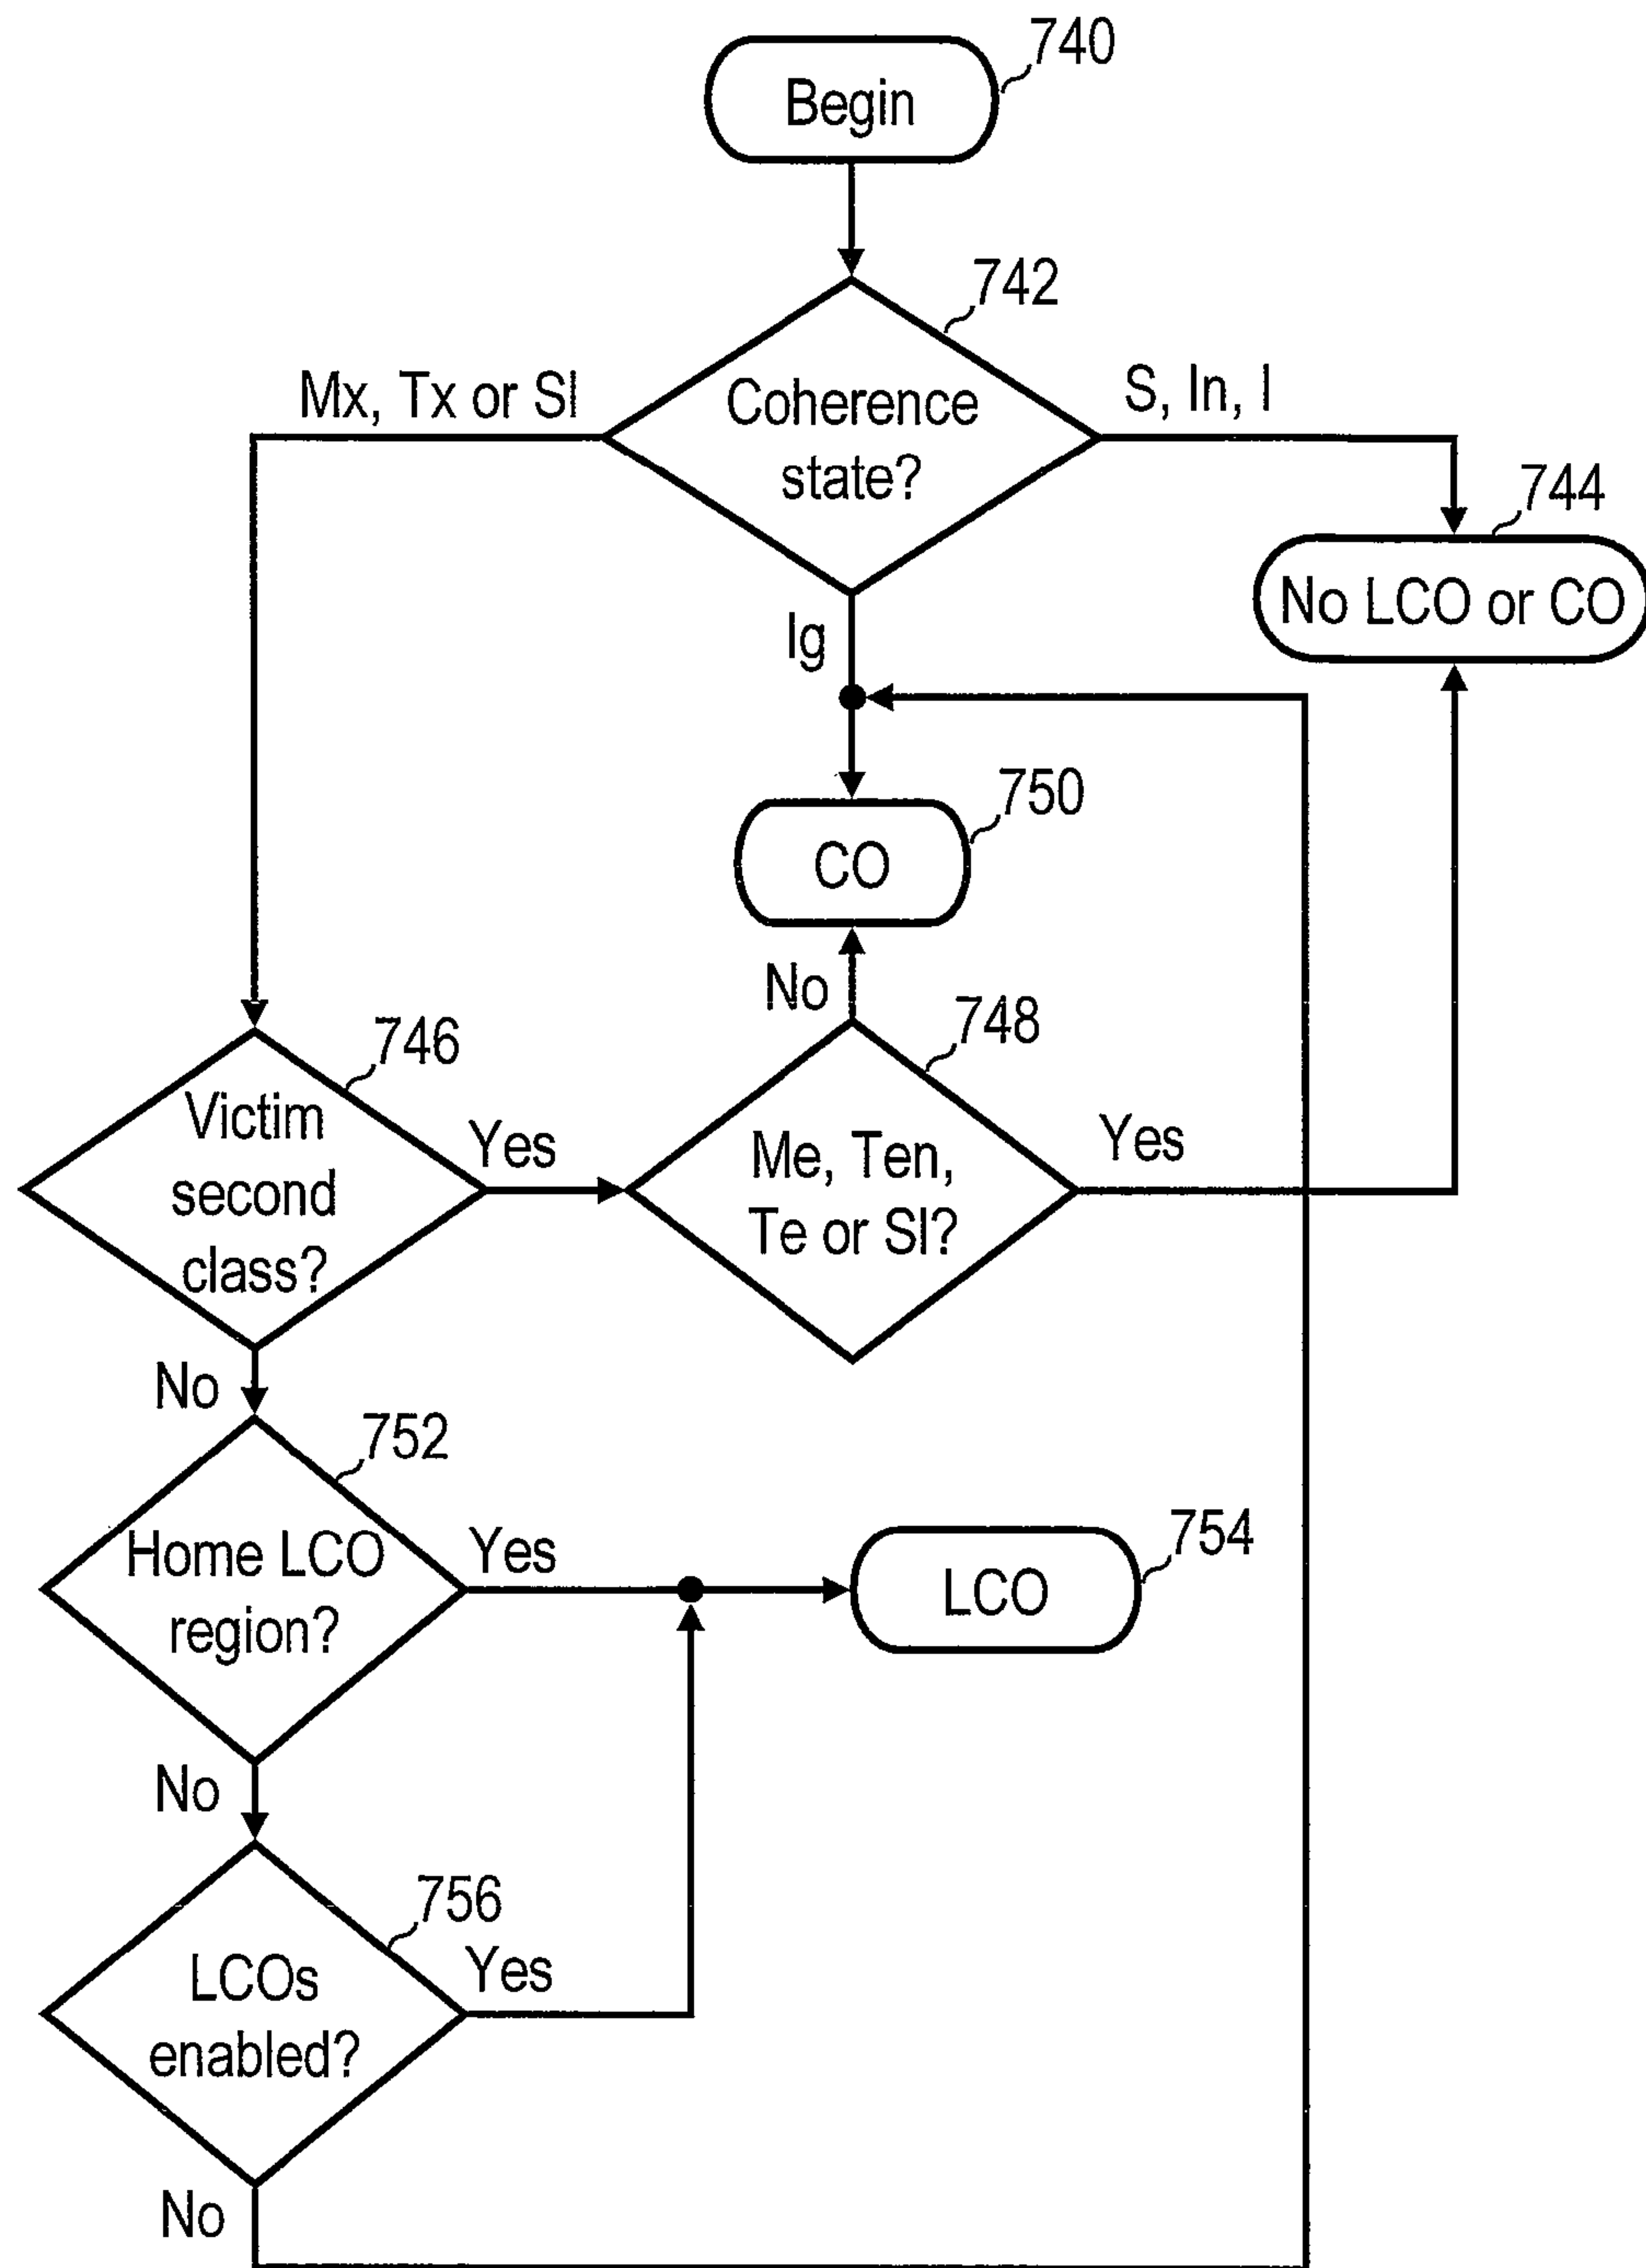 740
Begin
742
Mx, Tx or Sl
Coherence
state?
S, In, I
744
No LCO or CO
Ig
750
CO
No
748
746
Victim
second
class?
Yes
Me, Ten,
Te or Sl?
Yes
No
752
Home LCO
region?
Yes
754
LCO
No
756
LCOs
enabled?
Yes
No